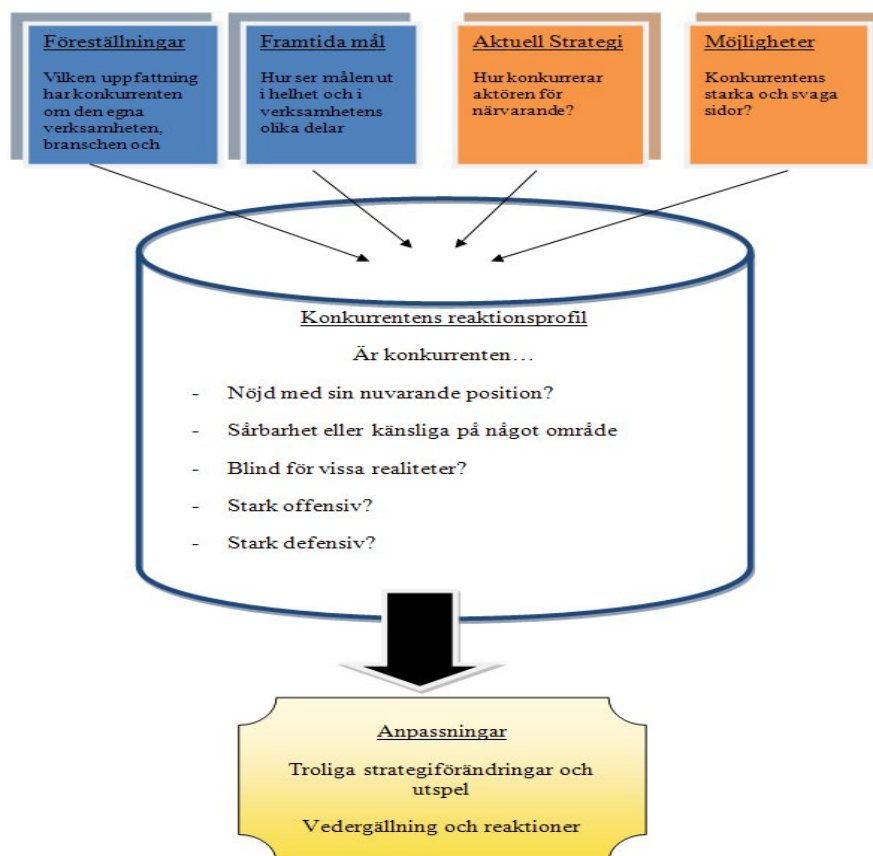 Föreställningar
Vilken uppfattning
har konkurrenten
om den egna
verksamheten,
branschen och
Framtida mål
Hur ser målen ut
i helhet och i
verksamhetens
olika delar
Aktuell Strategi
Hur konkurrerar
aktören för
närvarande?
Möjligheter
Konkurrentens
starka och svaga
sidor?
Konkurrentens reaktionsprofil
Är konkurrenten…
- Nöjd med sin nuvarande position?
- Sårbarhet eller känsliga på något område
- Blind för vissa realiteter?
- Stark offensiv?
- Stark defensiv?
Anpassningar
Troliga strategiförändringar och
utspel
Vedergällning och reaktioner